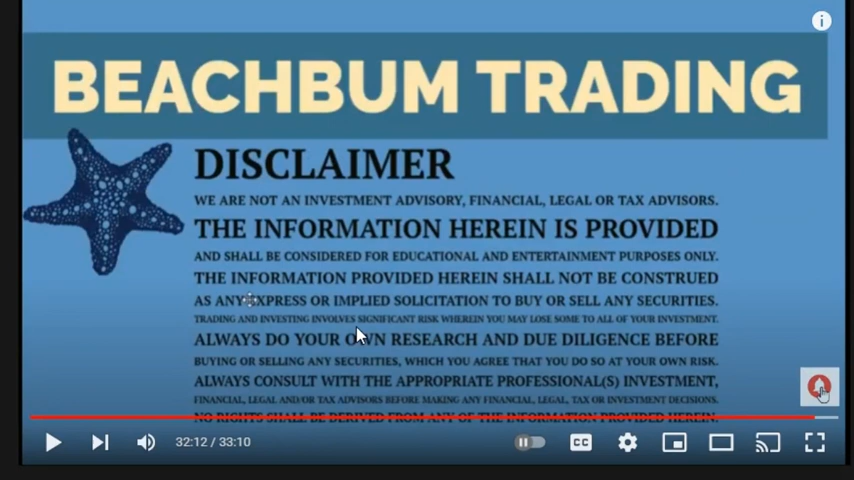 BEACHBUM TRADING
DISCLAIMER
WE ARE NOT AN INVESTMENT ADVISORY, FINANCIAL, LEGAL OR TAX ADVISORS.
THE INFORMATION HEREIN IS PROVIDED
AND SHALL BE CONSIDERED FOR EDUCATIONAL AND ENTERTAINMENT PURPOSES ONLY.
THE INFORMATION PROVIDED HEREIN SHALL NOT BE CONSTRUED
AS ANY EXPRESS OR IMPLIED SOLICITATION TO BUY OR SELL ANY SECURITIES.
TRADING AND INVESTING INVOLVES SIGNIFICANT RISK WHEREIN YOU MAY LOSE SOME TO ALL OF YOUR INVESTMENT.
ALWAYS DO YOUR OWN RESEARCH AND DUE DILIGENCE BEFORE
BUYING OR SELLING ANY SECURITIES, WHICH YOU AGREE THAT YOU DO SO AT YOUR OWN RISK.
ALWAYS CONSULT WITH THE APPROPRIATE PROFESSIONAL(S) INVESTMENT,
FINANCIAL, LEGAL AND/OR TAX ADVISORS BEFORE MAKING ANY FINANCIAL, LEGAL, TAX OR INVESTMENT DECISIONS.
NO RIGHTS SHALL BE DERIVED FROM ANY OF THE INFORMATION PROVIDED HEREIN.
32:12 / 33:10
CC